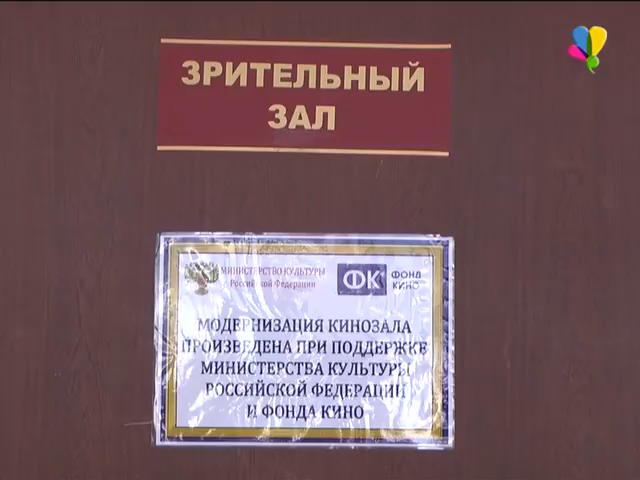 ЗРИТЕЛЬНЫЙ
ЗАЛ
МИНИСТЕРСТВО КУЛЬТУРЫ
Российской Федерации
ФК
ФОНД
КИНО
МОДЕРНИЗАЦИЯ КИНОЗАЛА
ПРОИЗВЕДЕНА ПРИ ПОДДЕРЖКЕ
МИНИСТЕРСТВА КУЛЬТУРЫ
РОССИЙСКОЙ ФЕДЕРАЦИИ
И ФОНДА КИНО